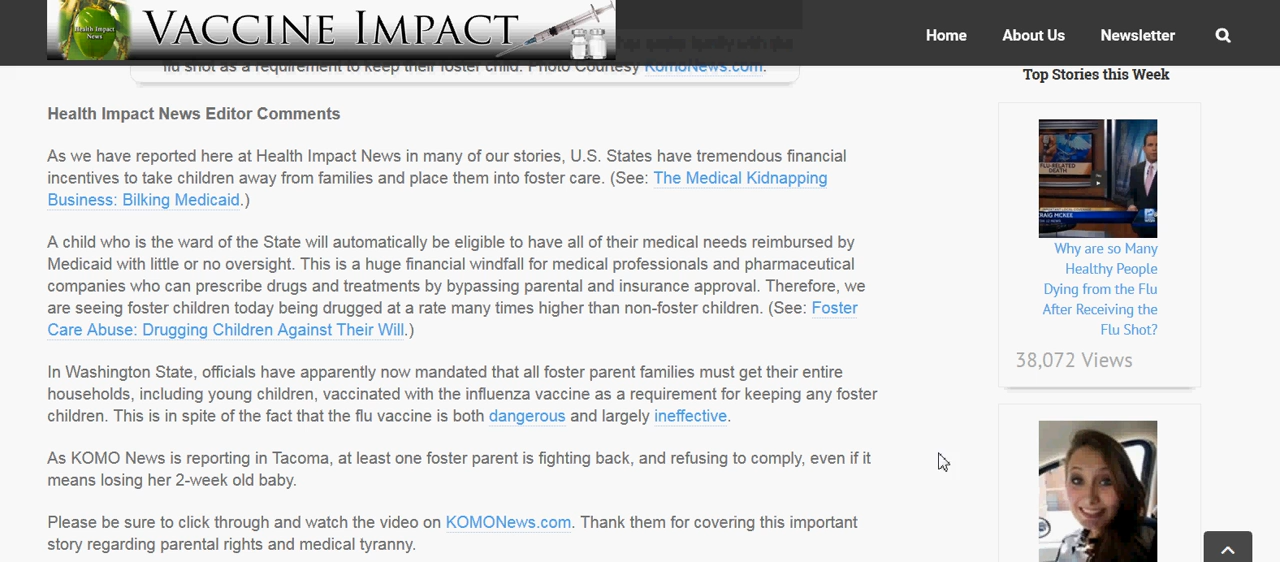 Health Impact
News
VACCINE IMPACT
Home
About Us
Newsletter
flu shot as a requirement to keep their foster child. Photo Courtesy KomoNews.com.
Health Impact News Editor Comments
As we have reported here at Health Impact News in many of our stories, U.S. States have tremendous financial
incentives to take children away from families and place them into foster care. (See: The Medical Kidnapping
Business: Bilking Medicaid.)
A child who is the ward of the State will automatically be eligible to have all of their medical needs reimbursed by
Medicaid with little or no oversight. This is a huge financial windfall for medical professionals and pharmaceutical
companies who can prescribe drugs and treatments by bypassing parental and insurance approval. Therefore, we
are seeing foster children today being drugged at a rate many times higher than non-foster children. (See: Foster
Care Abuse: Drugging Children Against Their Will.)
In Washington State, officials have apparently now mandated that all foster parent families must get their entire
households, including young children, vaccinated with the influenza vaccine as a requirement for keeping any foster
children. This is in spite of the fact that the flu vaccine is both dangerous and largely ineffective.
As KOMO News is reporting in Tacoma, at least one foster parent is fighting back, and refusing to comply, even if it
means losing her 2-week old baby.
Please be sure to click through and watch the video on KOMONews.com. Thank them for covering this important
story regarding parental rights and medical tyranny.
Top Stories this Week
FLU-RELATED
DEATH
CRAIG MCKEE
Why are so Many
Healthy People
Dying from the Flu
After Receiving the
Flu Shot?
38,072 Views